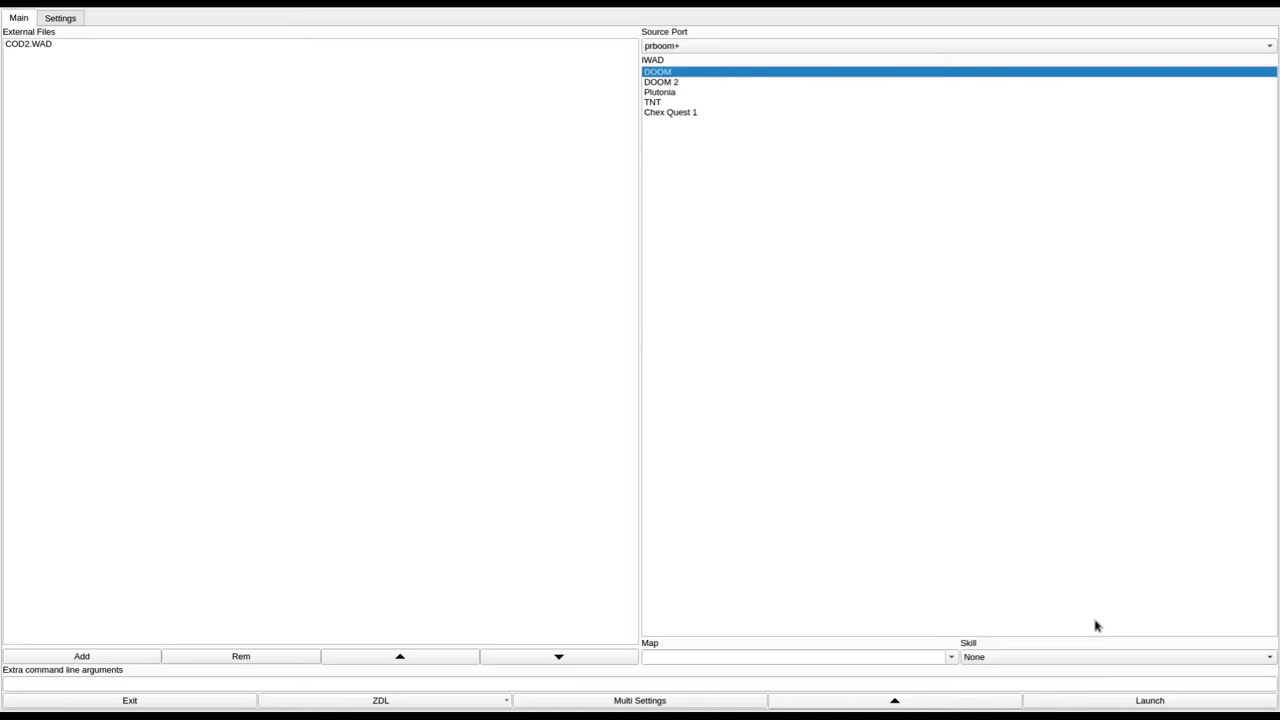 Main
Settings
External Files
COD2.WAD
Source Port
prboom+
IWAD
DOOM
DOOM 2
Plutonia
TNT
Chex Quest 1
Map
Skill
None
Add
Rem
Extra command line arguments
Exit
ZDL
Multi Settings
Launch